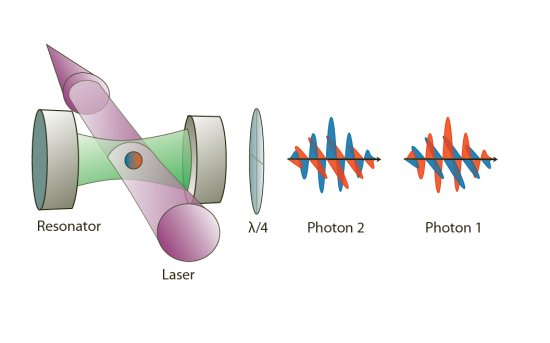 Resonator
Laser
λ/4
Photon 2
Photon 1